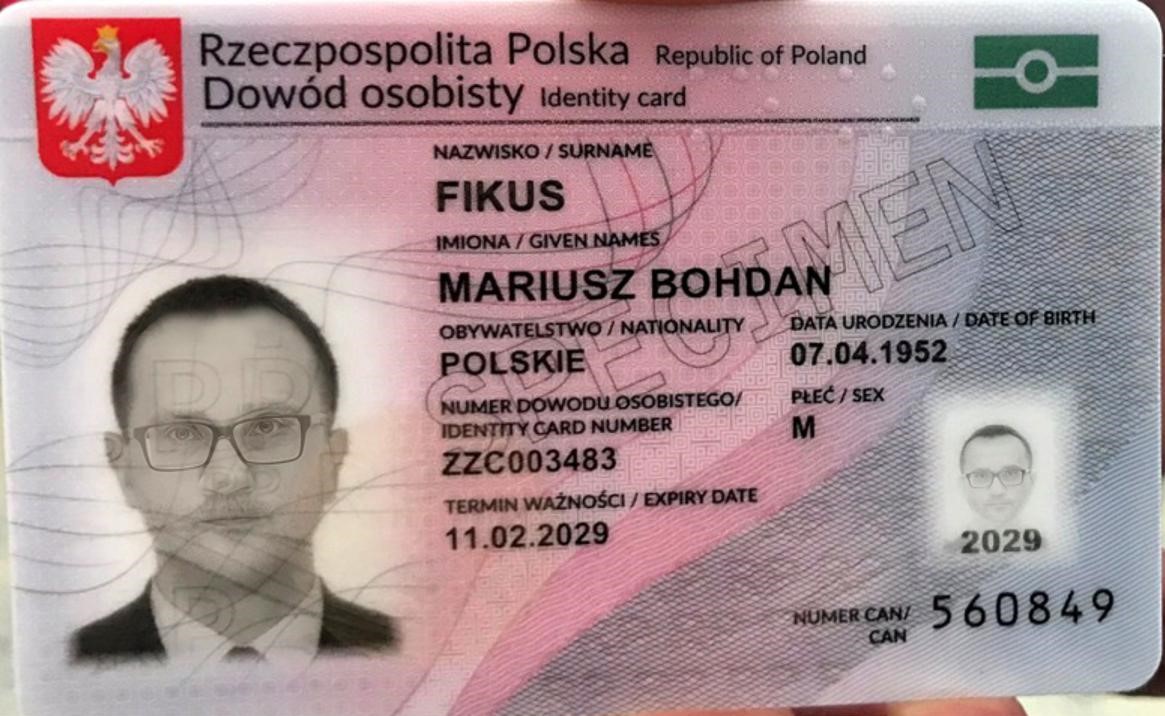 Rzeczpospolita Polska Republic of Poland
Dowód osobisty Identity card
NAZWISKO / SURNAME
FIKUS
IMIONA / GIVEN NAMES
MARIUSZ BOHDAN
OBYWATELSTWO / NATIONALITY
POLSKIE
DATA URODZENIA / DATE OF BIRTH
07.04.1952
NUMER DOWODU OSOBISTEGO/
IDENTITY CARD NUMBER
ZZC003483
PŁEĆ / SEX
M
TERMIN WAŻNOŚCI / EXPIRY DATE
11.02.2029
SPECIMEN
2029
NUMER CAN/
CAN
560849